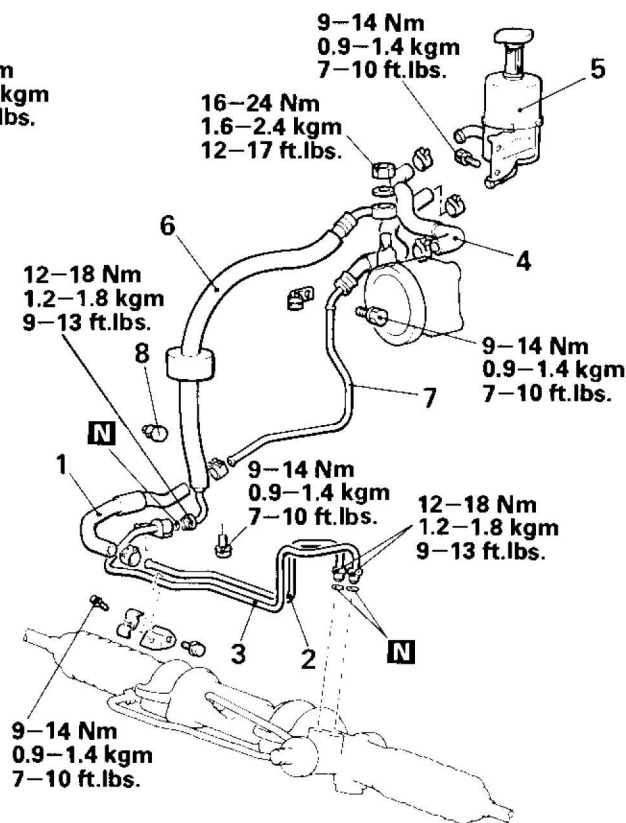 9–14 Nm
0.9–1.4 kgm
7–10 ft.lbs.
5
kgm
lbs.
16–24 Nm
1.6–2.4 kgm
12–17 ft.lbs.
6
4
12–18 Nm
1.2–1.8 kgm
9–13 ft.lbs.
8
9–14 Nm
0.9–1.4 kgm
7–10 ft.lbs.
7
N
1
9–14 Nm
0.9–1.4 kgm
7–10 ft.lbs.
12–18 Nm
1.2–1.8 kgm
9–13 ft.lbs.
3
2
N
9–14 Nm
0.9–1.4 kgm
7–10 ft.lbs.